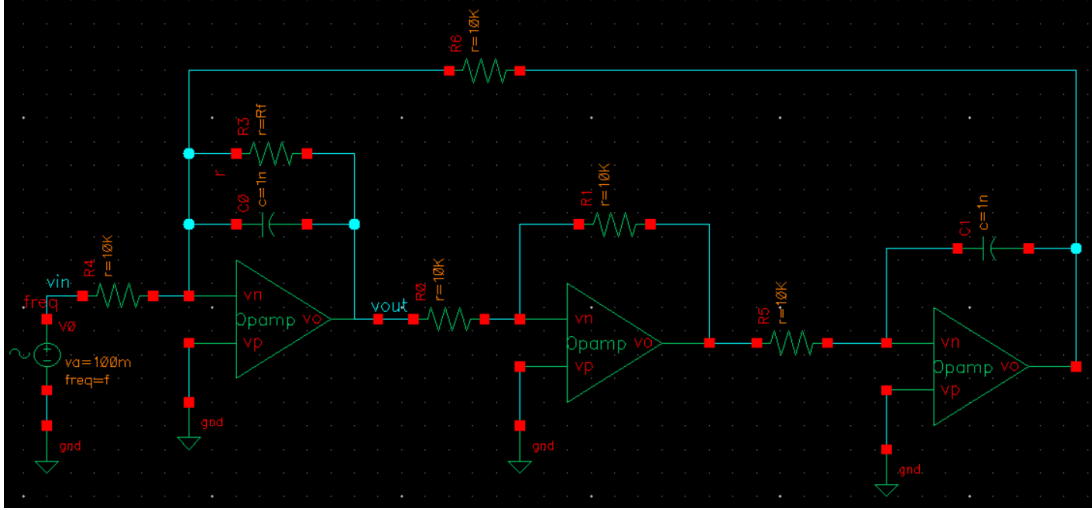 R6
r=10K
R3
r=Rf
r
C0
c=1n
R4
r=10K
vin
freq
v0
va=100m
freq=f
gnd
vn
Opamp
vo
vp
gnd
vout
R0
r=10K
R1
r=10K
vn
Opamp
vo
vp
gnd
R5
r=10K
C1
c=1n
vn
Opamp
vo
vp
gnd